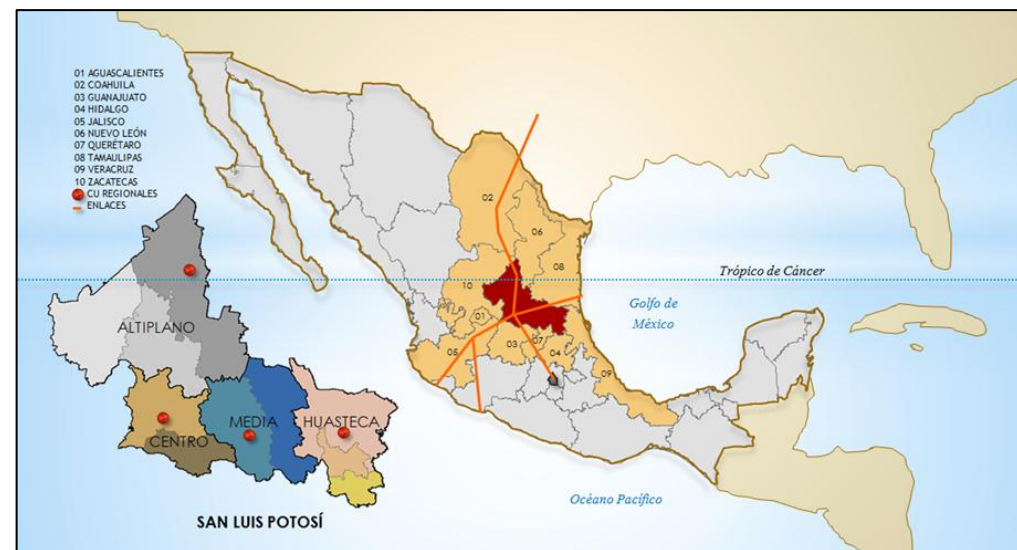 01 AGUASCALIENTES
02 COAHUILA
03 GUANAJUATO
04 HIDALGO
05 JALISCO
06 NUEVO LEÓN
07 QUERÉTARO
08 TAMAULIPAS
09 VERACRUZ
10 ZACATECAS
CU REGIONALES
ENLACES
02
06
08
10
01
03
07
04
05
09
Trópico de Cáncer
Golfo de
México
Océano Pacífico
ALTIPLANO
CENTRO
MEDIA
HUASTECA
SAN LUIS POTOSÍ